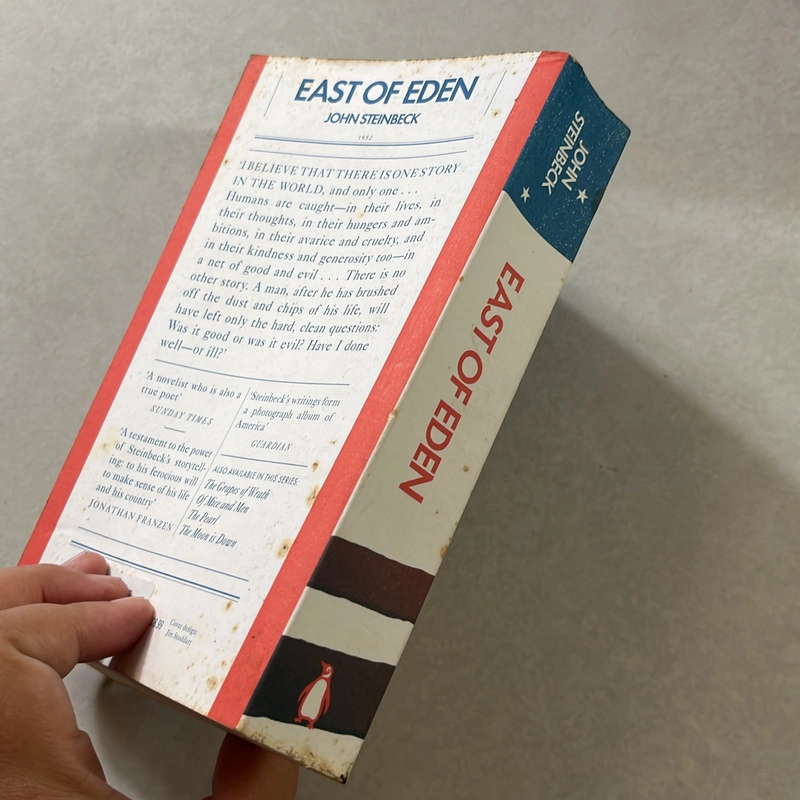 EAST OF EDEN
JOHN STEINBECK
1952
'I BELIEVE THAT THERE IS ONE STORY
IN THE WORLD, and only one . . .
Humans are caught—in their lives, in
their thoughts, in their hungers and am-
bitions, in their avarice and cruelty, and
in their kindness and generosity too—in
a net of good and evil . . . There is no
other story. A man, after he has brushed
off the dust and chips of his life, will
have left only the hard, clean questions:
Was it good or was it evil? Have I done
well—or ill?'
'A novelist who is also a
true poet'
SUNDAY TIMES
'A testament to the power
of Steinbeck's storytell-
ing; to his ferocious will
to make sense of his life
and his country'
JONATHAN FRANZEN
'Steinbeck's writings form
a photograph album of
America'
GUARDIAN
ALSO AVAILABLE IN THIS SERIES:
The Grapes of Wrath
Of Mice and Men
The Pearl
The Moon is Down
Cover design:
Jim Stoddart
JOHN
STEINBECK
EAST OF EDEN